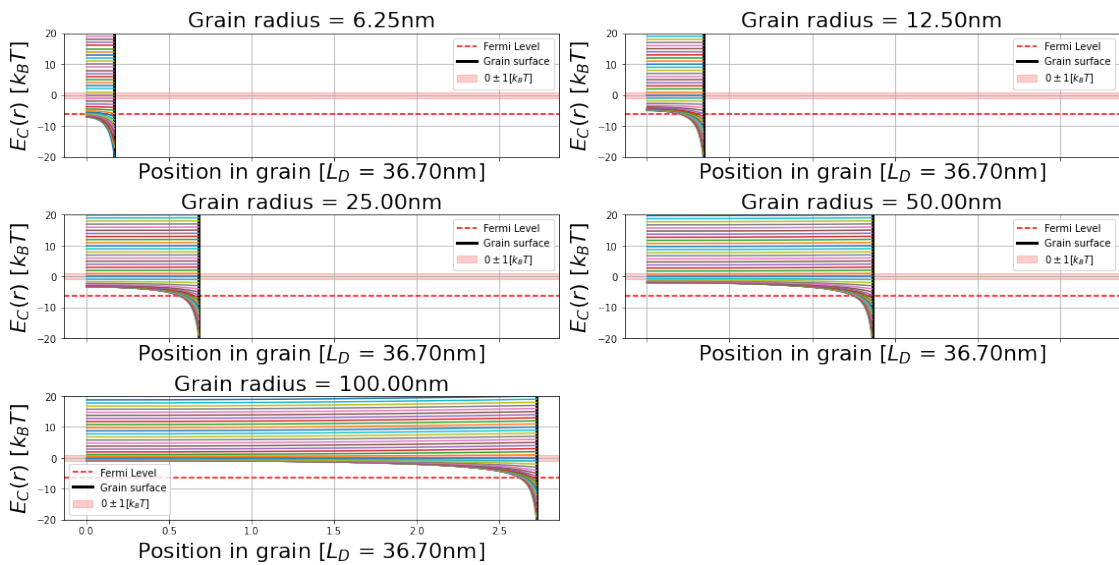 Grain radius = 6.25nm
E_C(r) [k_BT]
20
10
0
−10
−20
Fermi Level
Grain surface
0 ± 1[k_BT]
Position in grain [L_D = 36.70nm]
Grain radius = 12.50nm
E_C(r) [k_BT]
20
10
0
−10
−20
Fermi Level
Grain surface
0 ± 1[k_BT]
Position in grain [L_D = 36.70nm]
Grain radius = 25.00nm
E_C(r) [k_BT]
20
10
0
−10
−20
Fermi Level
Grain surface
0 ± 1[k_BT]
Position in grain [L_D = 36.70nm]
Grain radius = 50.00nm
E_C(r) [k_BT]
20
10
0
−10
−20
Fermi Level
Grain surface
0 ± 1[k_BT]
Position in grain [L_D = 36.70nm]
Grain radius = 100.00nm
E_C(r) [k_BT]
20
10
0
−10
−20
Fermi Level
Grain surface
0 ± 1[k_BT]
0.0 0.5 1.0 1.5 2.0 2.5
Position in grain [L_D = 36.70nm]